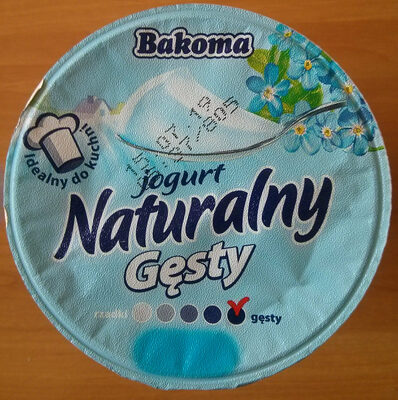 Bakoma
idealny do kuchni
jogurt
Naturalny
Gęsty
rzadki gęsty